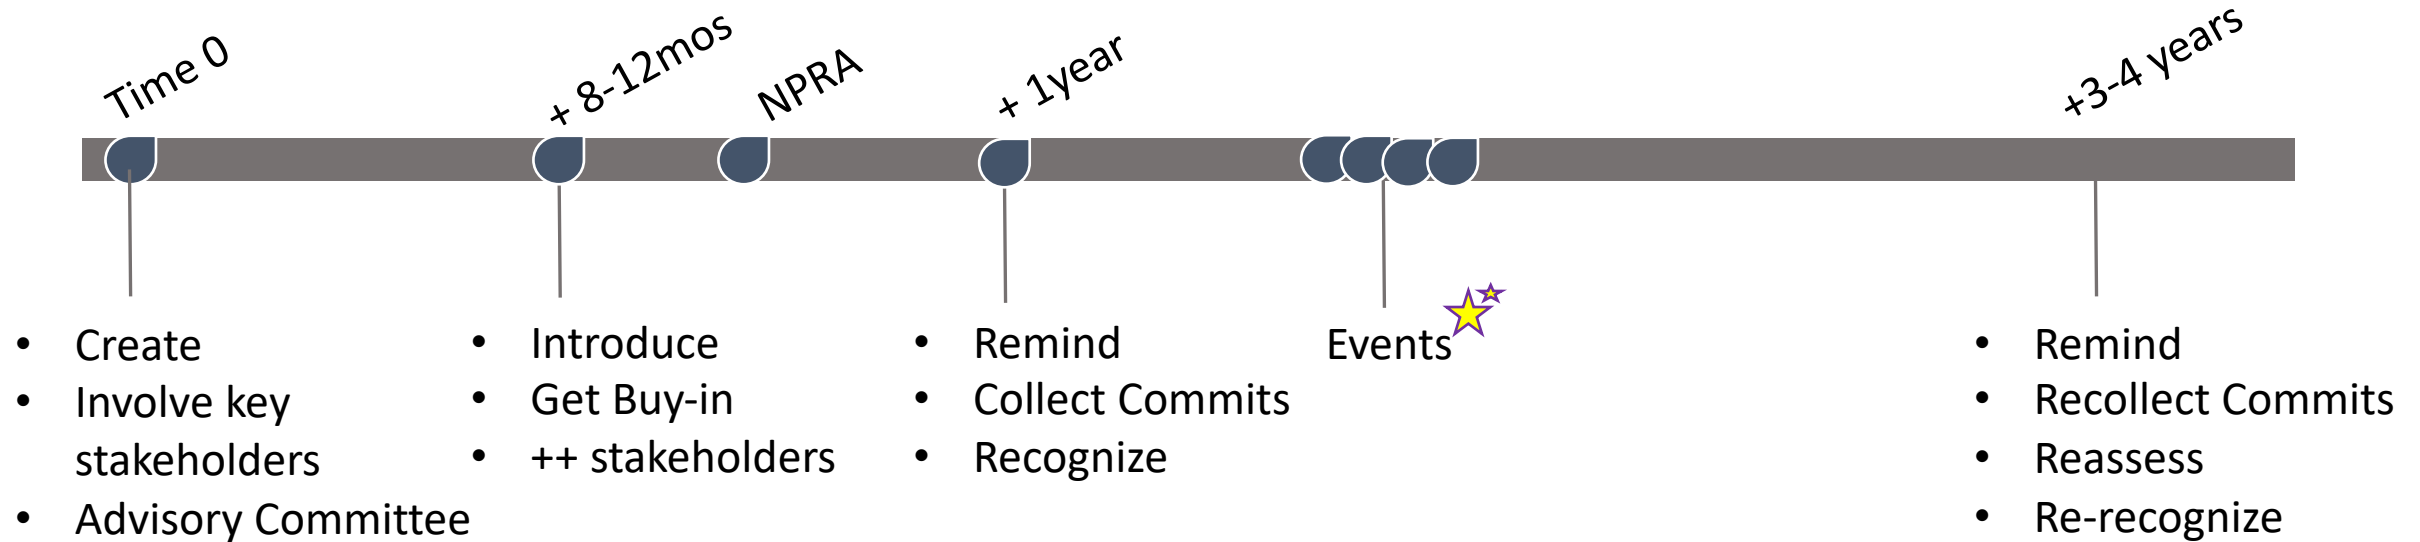 Time 0
+ 8-12mos
NPRA
+ 1year
+3-4 years
• Create
• Involve key
stakeholders
• Advisory Committee
• Introduce
• Get Buy-in
• ++ stakeholders
• Remind
• Collect Commits
• Recognize
Events
• Remind
• Recollect Commits
• Reassess
• Re-recognize